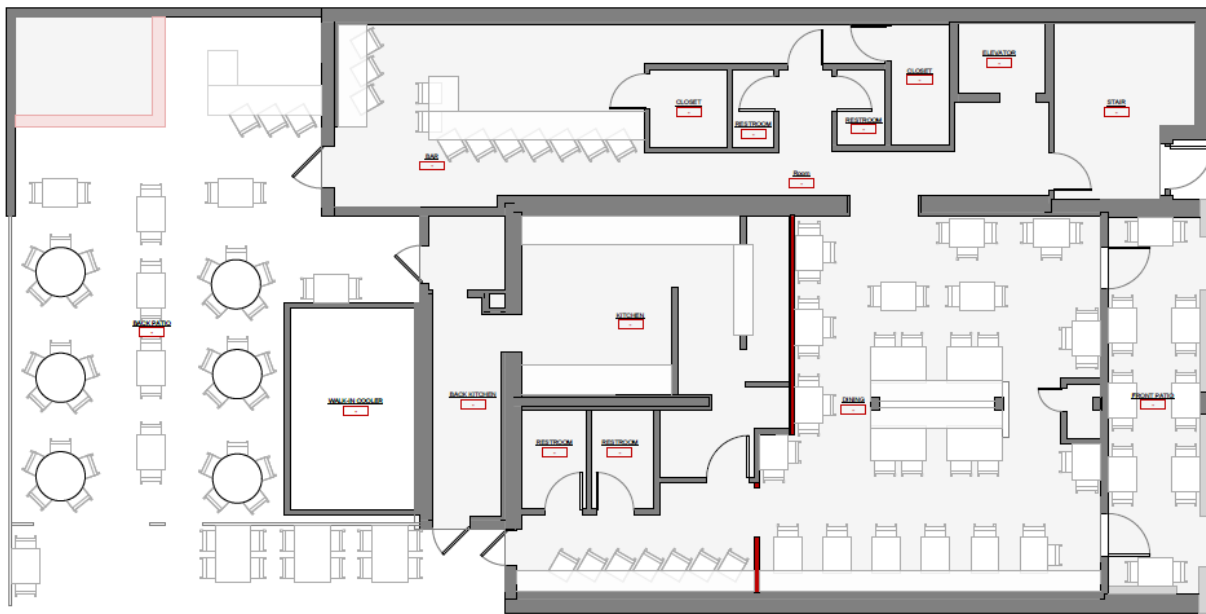 ELEVATOR
CLOSET
CLOSET
STAIR
RESTROOM
RESTROOM
BAR
Room
KITCHEN
BACK PATIO
WALK-IN COOLER
BACK KITCHEN
DINING
FRONT PATIO
RESTROOM
RESTROOM